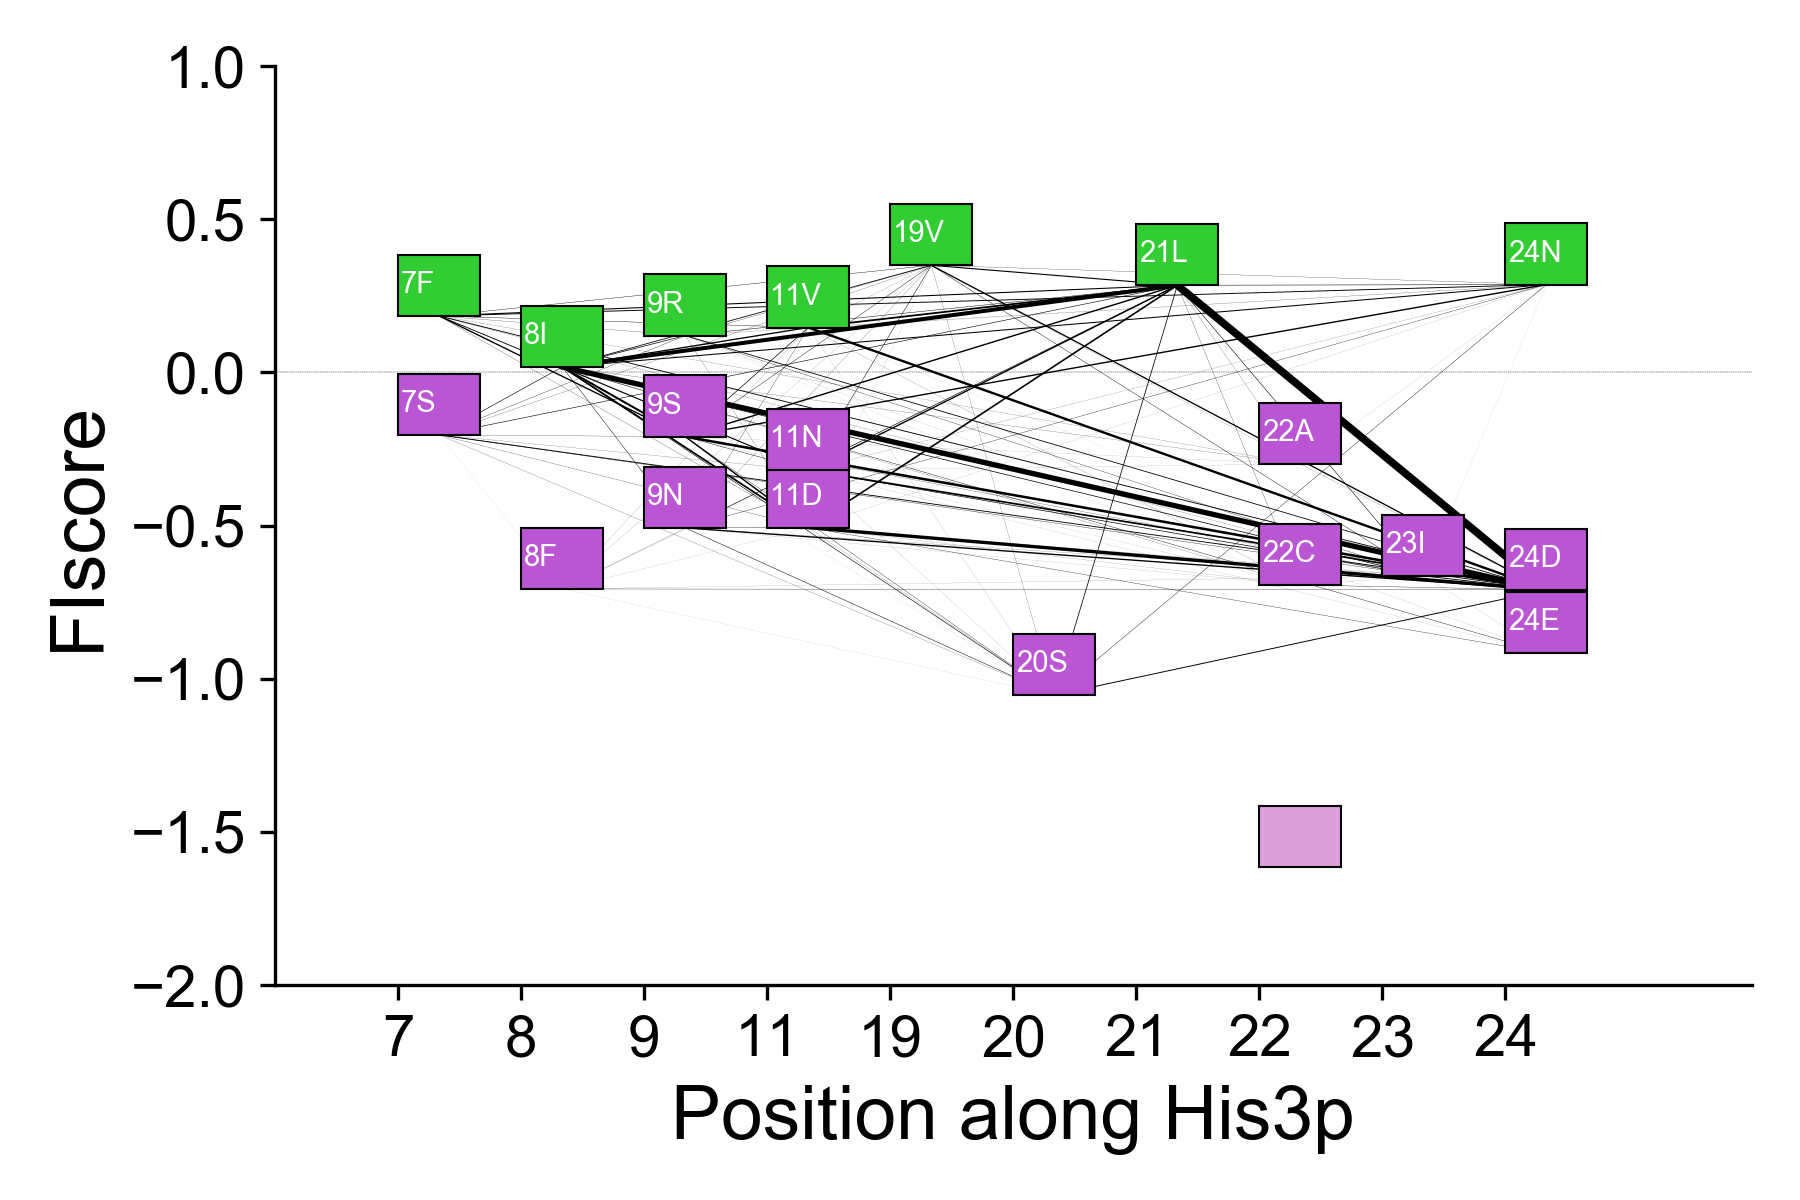 1.0
0.5
0.0
−0.5
−1.0
−1.5
−2.0
FIscore
7F
7S
8I
8F
9R
9S
9N
11V
11N
11D
19V
20S
21L
22A
22C
23I
24N
24D
24E
7 8 9 11 19 20 21 22 23 24
Position along His3p